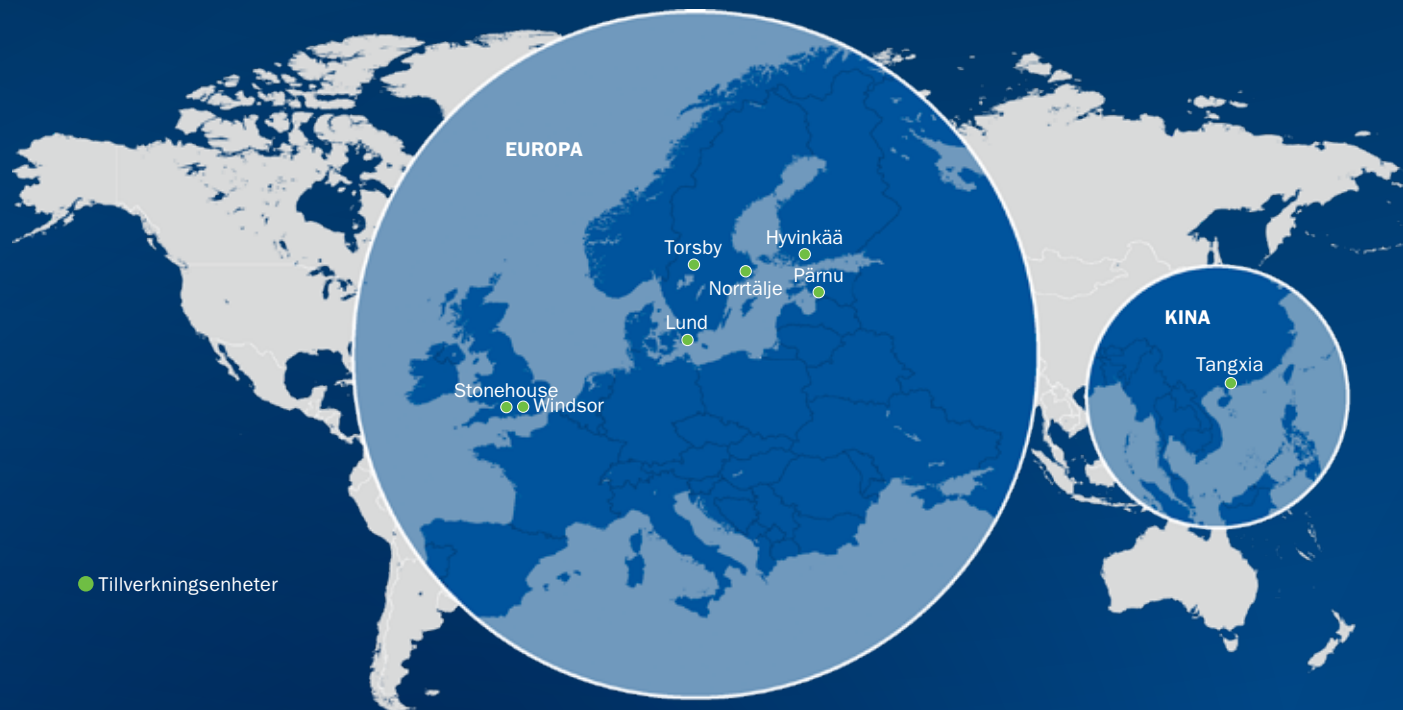 EUROPA
Torsby
Hyvinkää
Norrtälje
Pärnu
Lund
Stonehouse
Windsor
KINA
Tangxia
Tillverkningsenheter